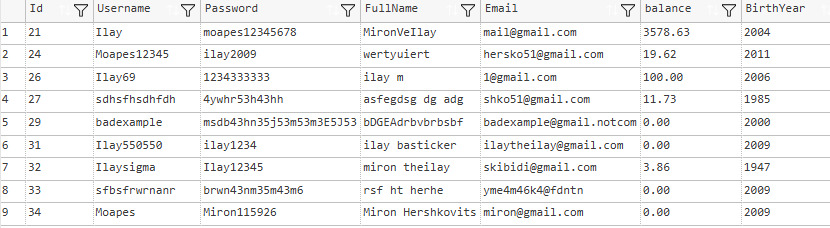 Id Username Password FullName Email balance BirthYear
1 21 Ilay moapes12345678 MironVeIlay mail@gmail.com 3578.63 2004
2 24 Moapes12345 ilay2009 wertyuiert hersko51@gmail.com 19.62 2011
3 26 Ilay69 1234333333 ilay m 1@gmail.com 100.00 2006
4 27 sdhsfhsdhfdh 4ywhr53h43hh asfegdsg dg adg shko51@gmail.com 11.73 1985
5 29 badexample msdb43hn35j53m53m3E5J53 bDGEAdrbvbrbsbf badexample@gmail.notcom 0.00 2000
6 31 Ilay550550 ilay1234 ilay basticker ilaytheilay@gmail.com 0.00 2009
7 32 Ilaysigma Ilay12345 miron theilay skibidi@gmail.com 3.86 1947
8 33 sfbsfrwrnanr brwn43nm35m43m6 rsf ht herhe yme4m46k4@fdntn 0.00 2009
9 34 Moapes Miron115926 Miron Hershkovits miron@gmail.com 0.00 2009